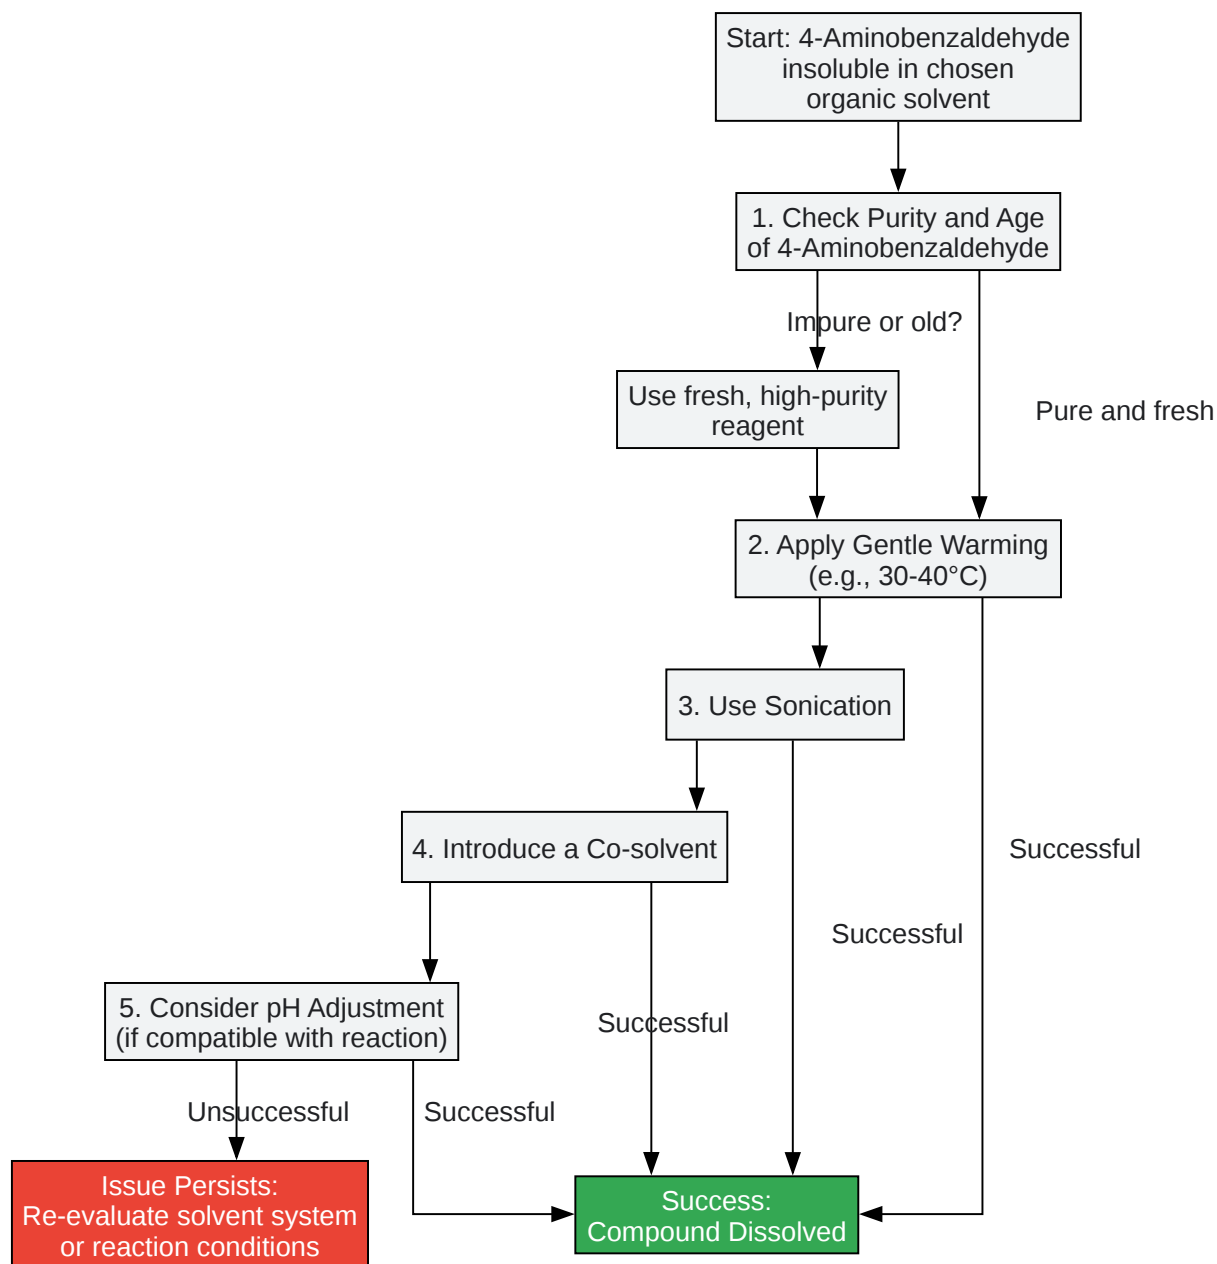 Start: 4-Aminobenzaldehyde
insoluble in chosen
organic solvent
1. Check Purity and Age
of 4-Aminobenzaldehyde
Impure or old?
Use fresh, high-purity
reagent
Pure and fresh
2. Apply Gentle Warming
(e.g., 30-40°C)
3. Use Sonication
4. Introduce a Co-solvent
Successful
Successful
5. Consider pH Adjustment
(if compatible with reaction)
Successful
Unsuccessful
Successful
Issue Persists:
Re-evaluate solvent system
or reaction conditions
Success:
Compound Dissolved